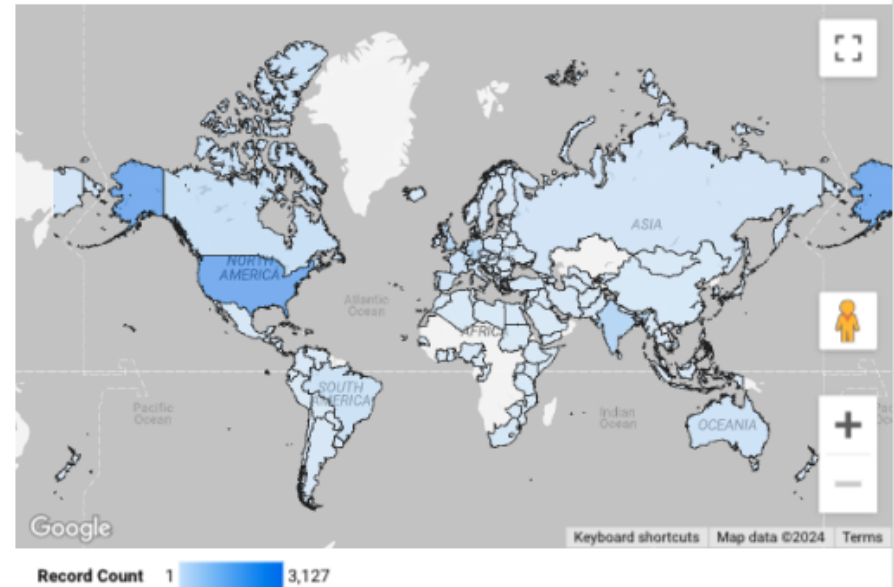 ASIA
NORTH
AMERICA
Atlantic
Ocean
AFRICA
SOUTH
AMERICA
Pacific
Ocean
Indian
Ocean
OCEANIA
Google
Keyboard shortcuts
Map data ©2024
Terms
Record Count 1 3,127